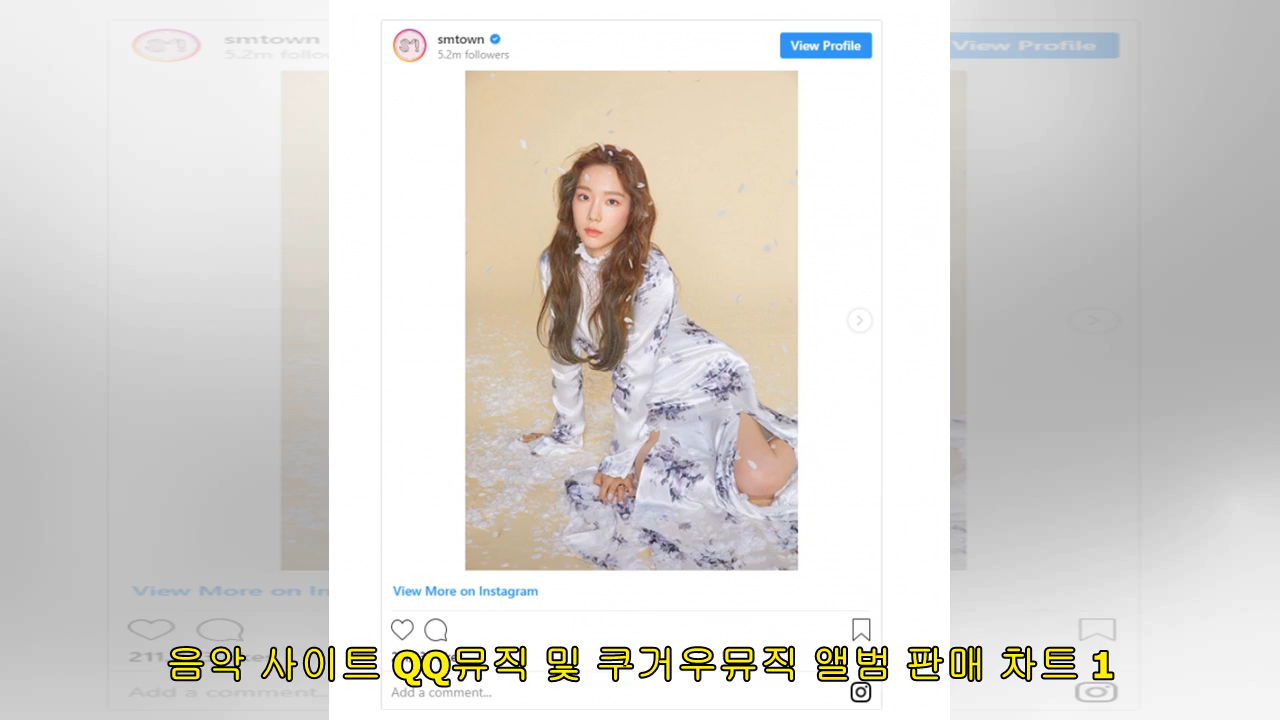 smtown
5.2m followers
View Profile
View More on Instagram
음악 사이트 QQ뮤직 및 쿠거우뮤직 앨범 판매 차트 1
Add a comment...